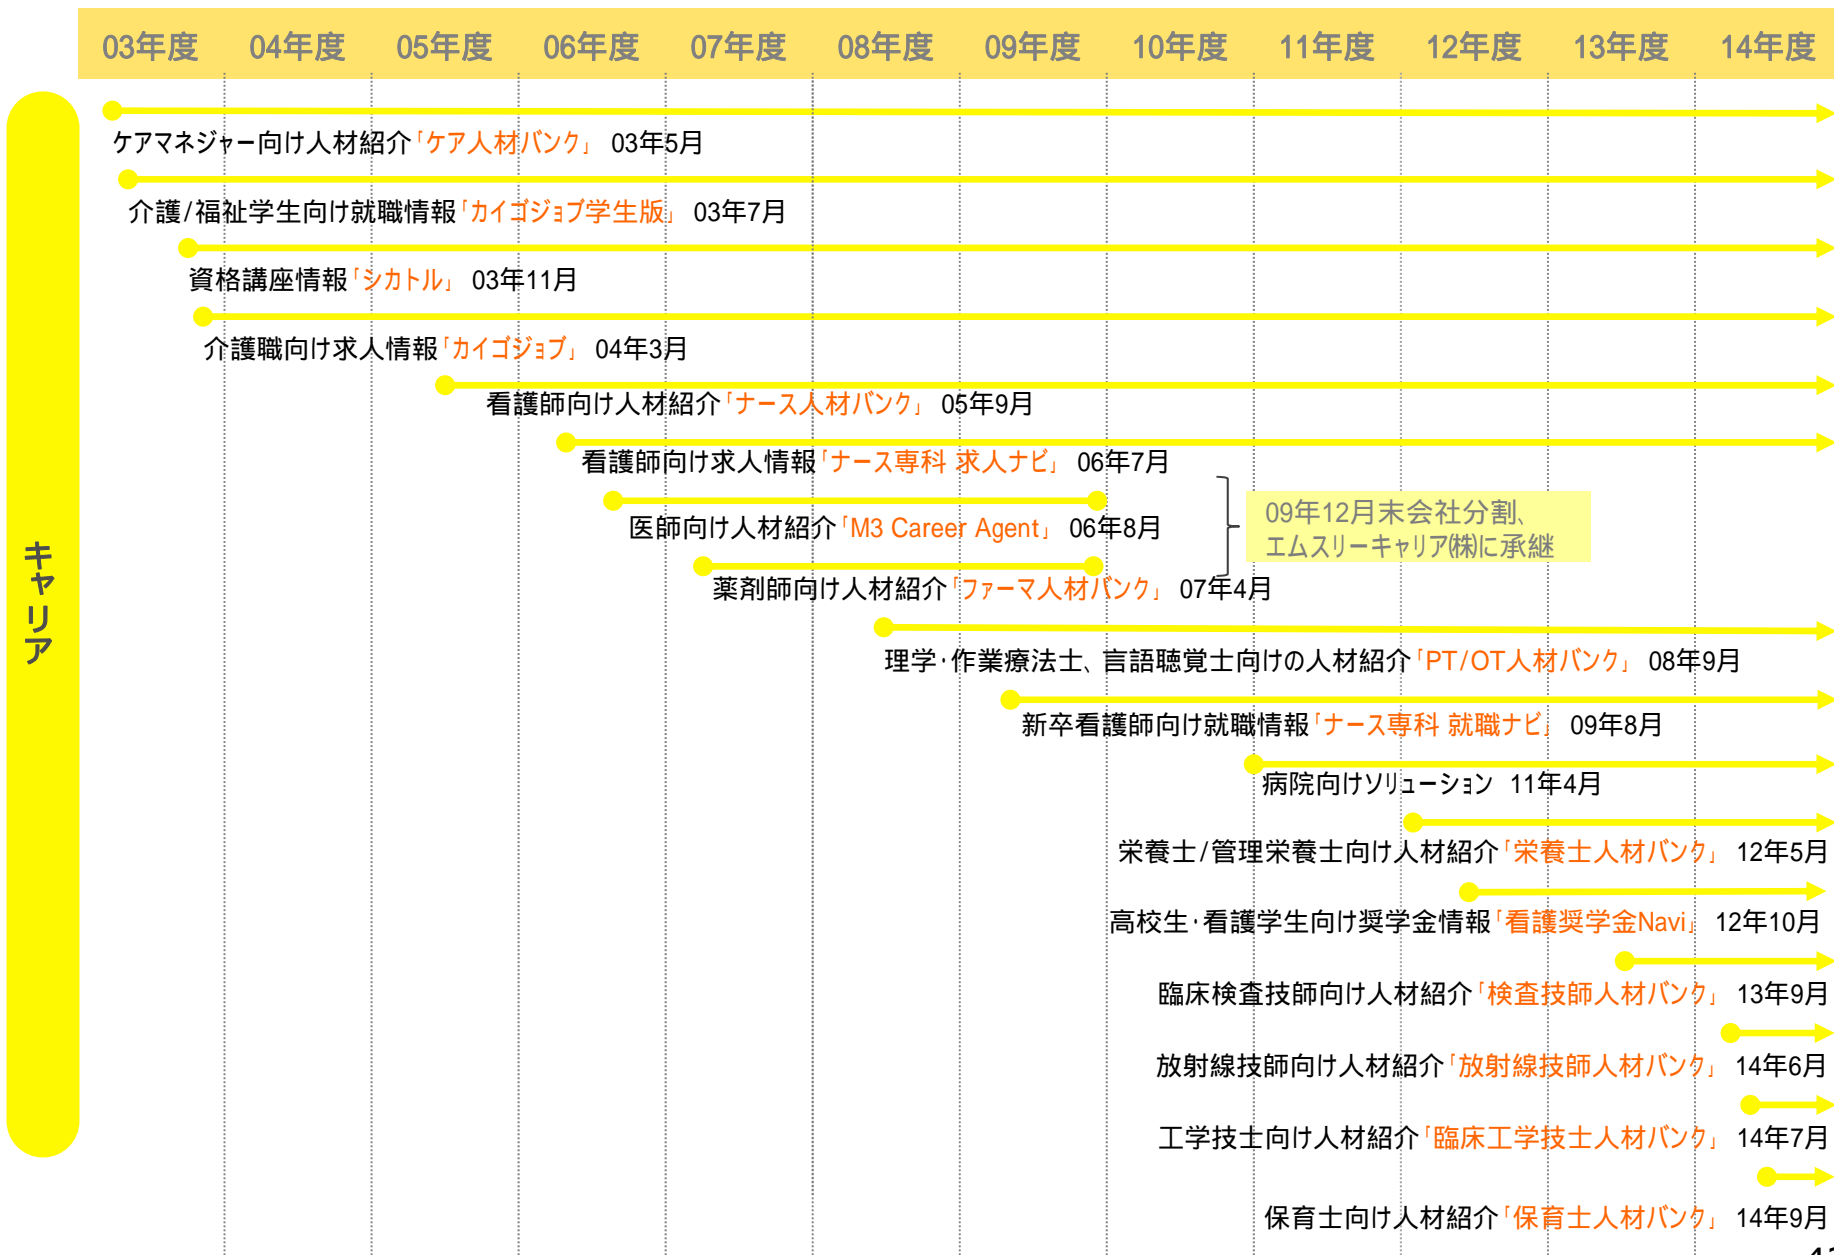 03年度 04年度 05年度 06年度 07年度 08年度 09年度 10年度 11年度 12年度 13年度 14年度
キャリア
ケアマネジャー向け人材紹介「ケア人材バンク」 03年5月
介護/福祉学生向け就職情報「カイゴジョブ学生版」 03年7月
資格講座情報「シカトル」 03年11月
介護職向け求人情報「カイゴジョブ」 04年3月
看護師向け人材紹介「ナース人材バンク」 05年9月
看護師向け求人情報「ナース専科 求人ナビ」 06年7月
医師向け人材紹介「M3 Career Agent」 06年8月
09年12月末会社分割、
エムスリーキャリア㈱に承継
薬剤師向け人材紹介「ファーマ人材バンク」 07年4月
理学・作業療法士、言語聴覚士向けの人材紹介「PT/OT人材バンク」 08年9月
新卒看護師向け就職情報「ナース専科 就職ナビ」 09年8月
病院向けソリューション 11年4月
栄養士/管理栄養士向け人材紹介「栄養士人材バンク」 12年5月
高校生・看護学生向け奨学金情報「看護奨学金Navi」 12年10月
臨床検査技師向け人材紹介「検査技師人材バンク」 13年9月
放射線技師向け人材紹介「放射線技師人材バンク」 14年6月
工学技士向け人材紹介「臨床工学技士人材バンク」 14年7月
保育士向け人材紹介「保育士人材バンク」 14年9月